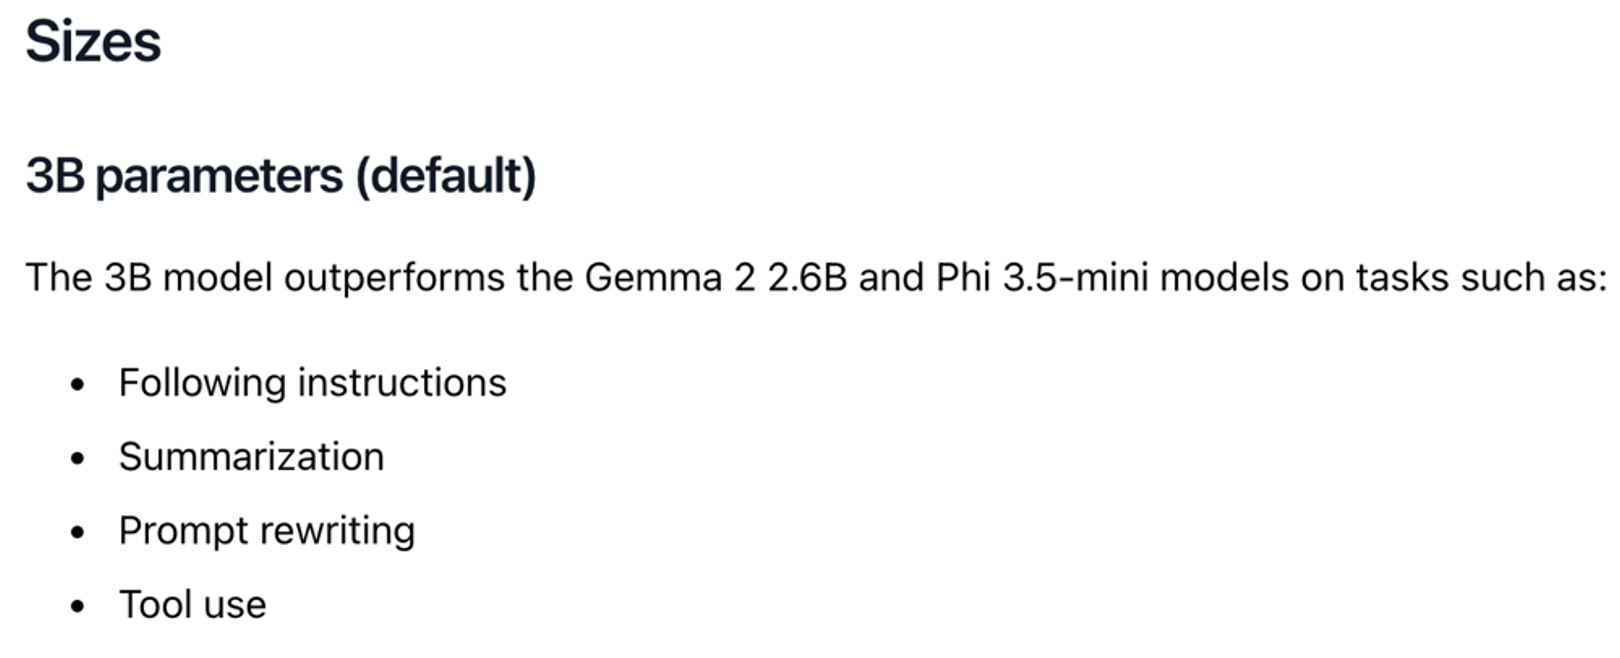 Sizes
3B parameters (default)
The 3B model outperforms the Gemma 2 2.6B and Phi 3.5-mini models on tasks such as:
• Following instructions
• Summarization
• Prompt rewriting
• Tool use